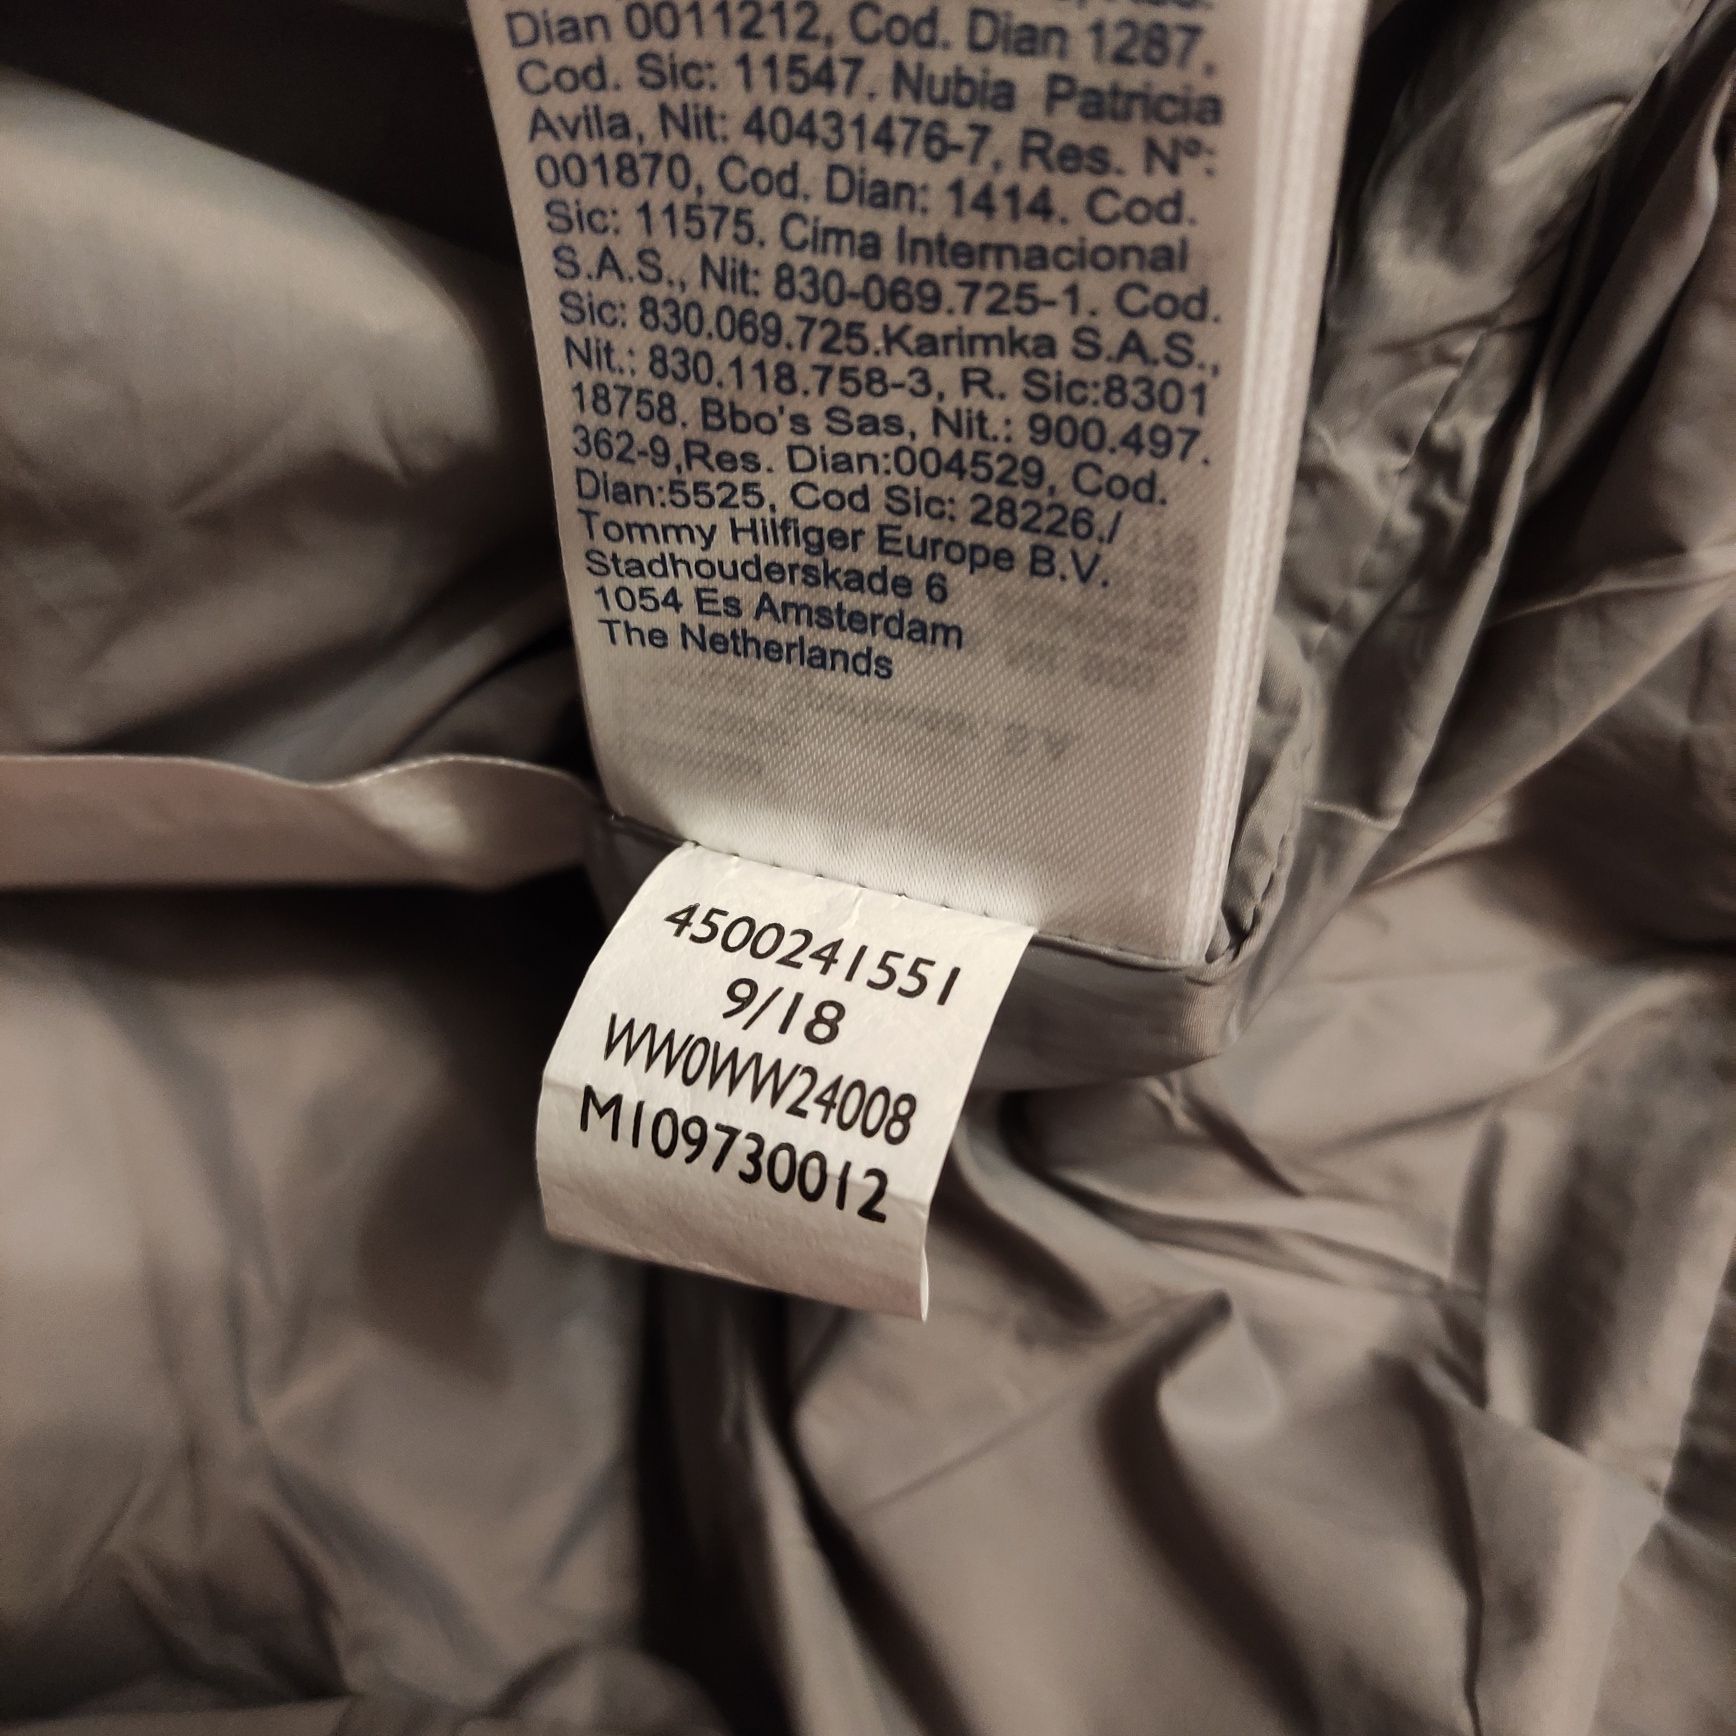 Dian 0011212, Cod. Dian 1287,
Cod. Sic: 11547. Nubia Patricia
Avila, Nit: 40431476-7, Res. Nº:
001870, Cod. Dian: 1414. Cod.
Sic: 11575. Cima Internacional
S.A.S., Nit: 830-069.725-1. Cod.
Sic: 830.069.725.Karimka S.A.S.,
Nit.: 830.118.758-3, R. Sic:8301
18758. Bbo's Sas, Nit.: 900.497.
362-9,Res. Dian:004529, Cod.
Dian:5525, Cod Sic: 28226./
Tommy Hilfiger Europe B.V.
Stadhouderskade 6
1054 Es Amsterdam
The Netherlands
4500241551
9/18
WW0WW24008
M109730012